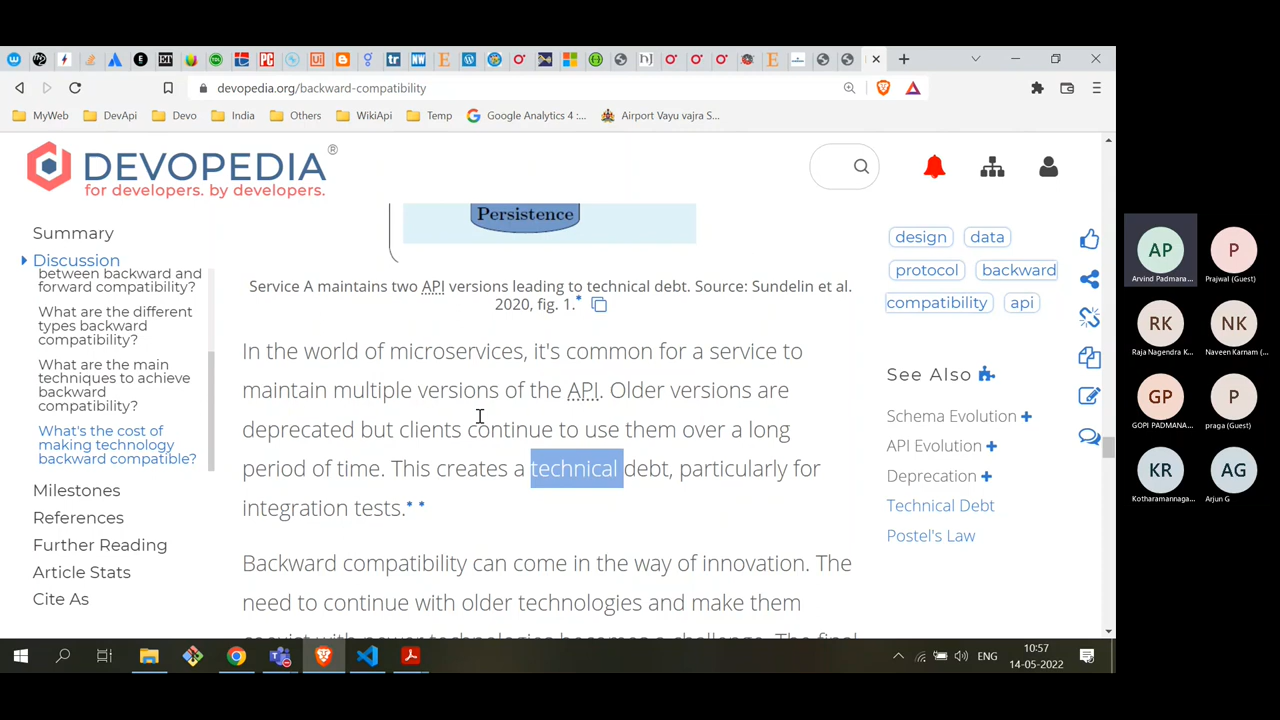 devopedia.org/backward-compatibility
MyWeb
DevApi
Devo
India
Others
WikiApi
Temp
Google Analytics 4 :...
Airport Vayu vajra S...
DEVOPEDIA®
for developers. by developers.
Summary
Discussion
between backward and
forward compatibility?
What are the different
types backward
compatibility?
What are the main
techniques to achieve
backward
compatibility?
What's the cost of
making technology
backward compatible?
Milestones
References
Further Reading
Article Stats
Cite As
Persistence
Service A maintains two API versions leading to technical debt. Source: Sundelin et al.
2020, fig. 1.*
In the world of microservices, it's common for a service to
maintain multiple versions of the API. Older versions are
deprecated but clients continue to use them over a long
period of time. This creates a technical debt, particularly for
integration tests.* *
Backward compatibility can come in the way of innovation. The
need to continue with older technologies and make them
coexist with newer technologies becomes a challenge. The final
design data
protocol backward
compatibility api
See Also
Schema Evolution +
API Evolution +
Deprecation +
Technical Debt
Postel's Law
AP
Arvind Padmana...
P
Prajwal (Guest)
RK
Raja Nagendra K...
NK
Naveen Karnam (...
GP
GOPI PADMANA...
P
praga (Guest)
KR
Kotharamannaga...
AG
Arjun G
ENG
10:57
14-05-2022